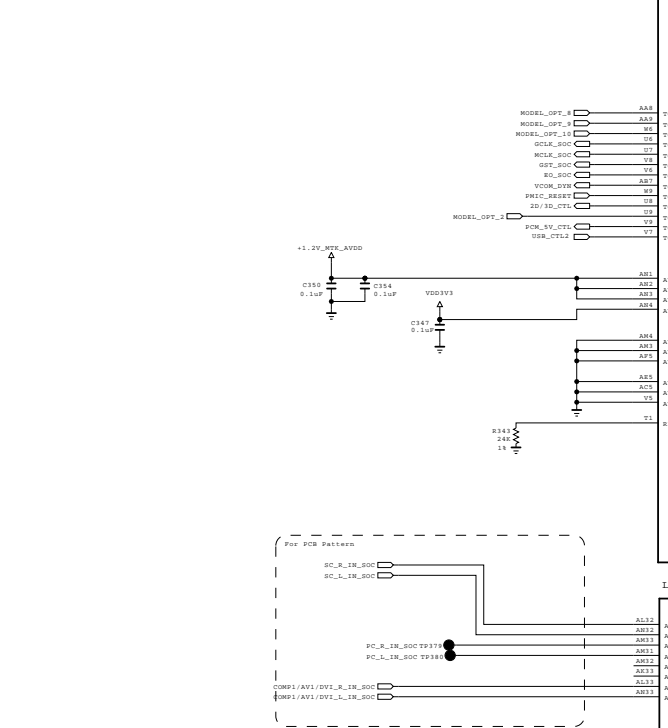 MODEL_OPT_8 AA8
MODEL_OPT_9 AA9
MODEL_OPT_10 W6
GCLK_SOC U6
MCLK_SOC U7
GST_SOC V8
EO_SOC V6
VCOM_DYN AB7
PMIC_RESET W9
2D/3D_CTL U8
MODEL_OPT_2 U9
PCM_5V_CTL V9
USB_CTL2 V7
+1.2V_MTK_AVDD
AN1
C350 C354 AN2
0.1uF 0.1uF VDD3V3 AN3
AN4
C347
0.1uF
AM4
AM3
AF5
AE5
AC5
V5
T1
R343
24K
1%
For PCB Pattern
SC_R_IN_SOC
SC_L_IN_SOC
L
AL32
AN32
PC_R_IN_SOC TP379 AM33
PC_L_IN_SOC TP380 AM31
AM32
AK33
COMP1/AV1/DVI_R_IN_SOC AL33
COMP1/AV1/DVI_L_IN_SOC AN33